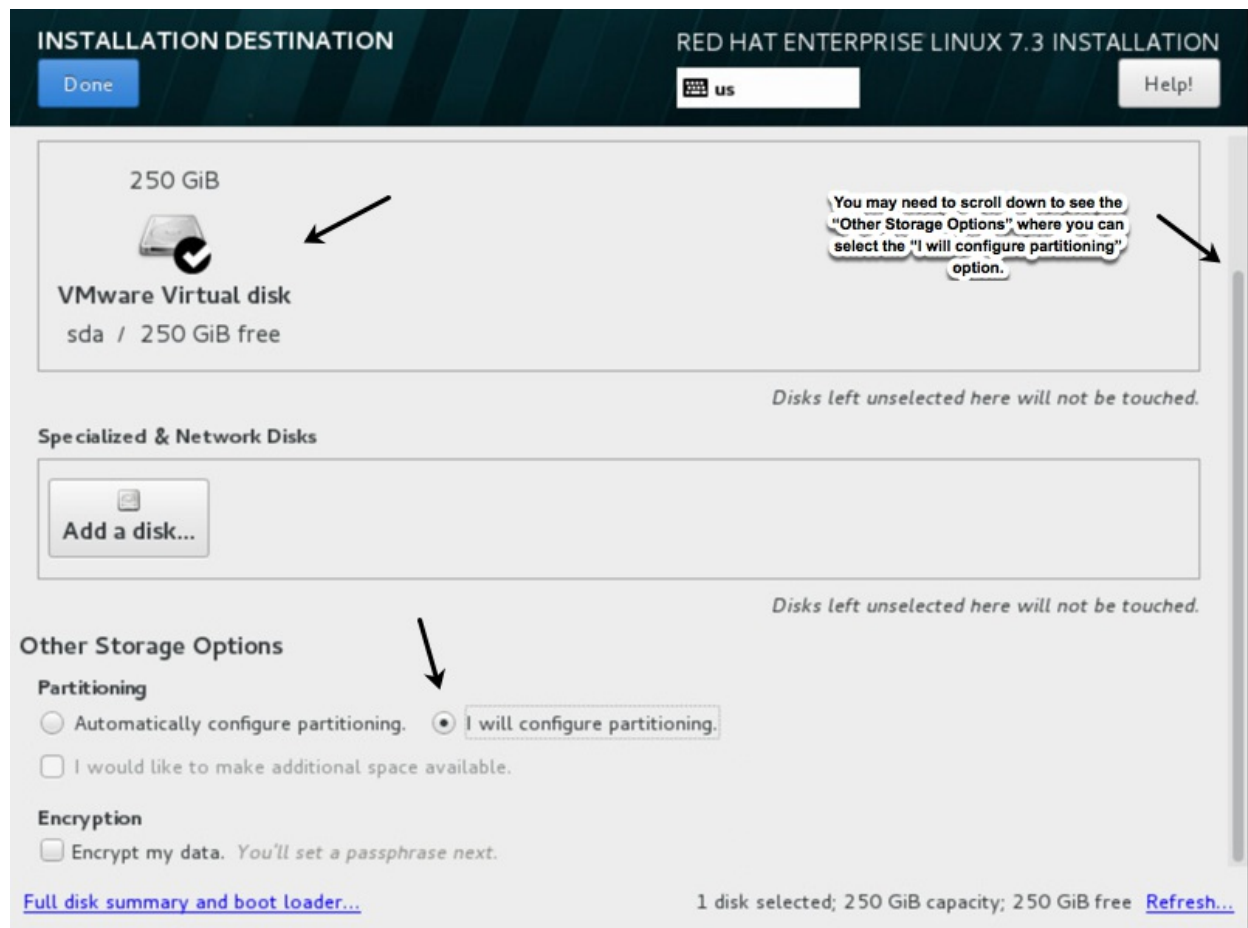 INSTALLATION DESTINATION
RED HAT ENTERPRISE LINUX 7.3 INSTALLATION
Done
us
Help!
250 GiB
You may need to scroll down to see the
“Other Storage Options” where you can
select the "I will configure partitioning”
option.
VMware Virtual disk
sda / 250 GiB free
Disks left unselected here will not be touched.
Specialized & Network Disks
Add a disk...
Disks left unselected here will not be touched.
Other Storage Options
Partitioning
Automatically configure partitioning. I will configure partitioning.
I would like to make additional space available.
Encryption
Encrypt my data. You'll set a passphrase next.
Full disk summary and boot loader... 1 disk selected; 250 GiB capacity; 250 GiB free Refresh...